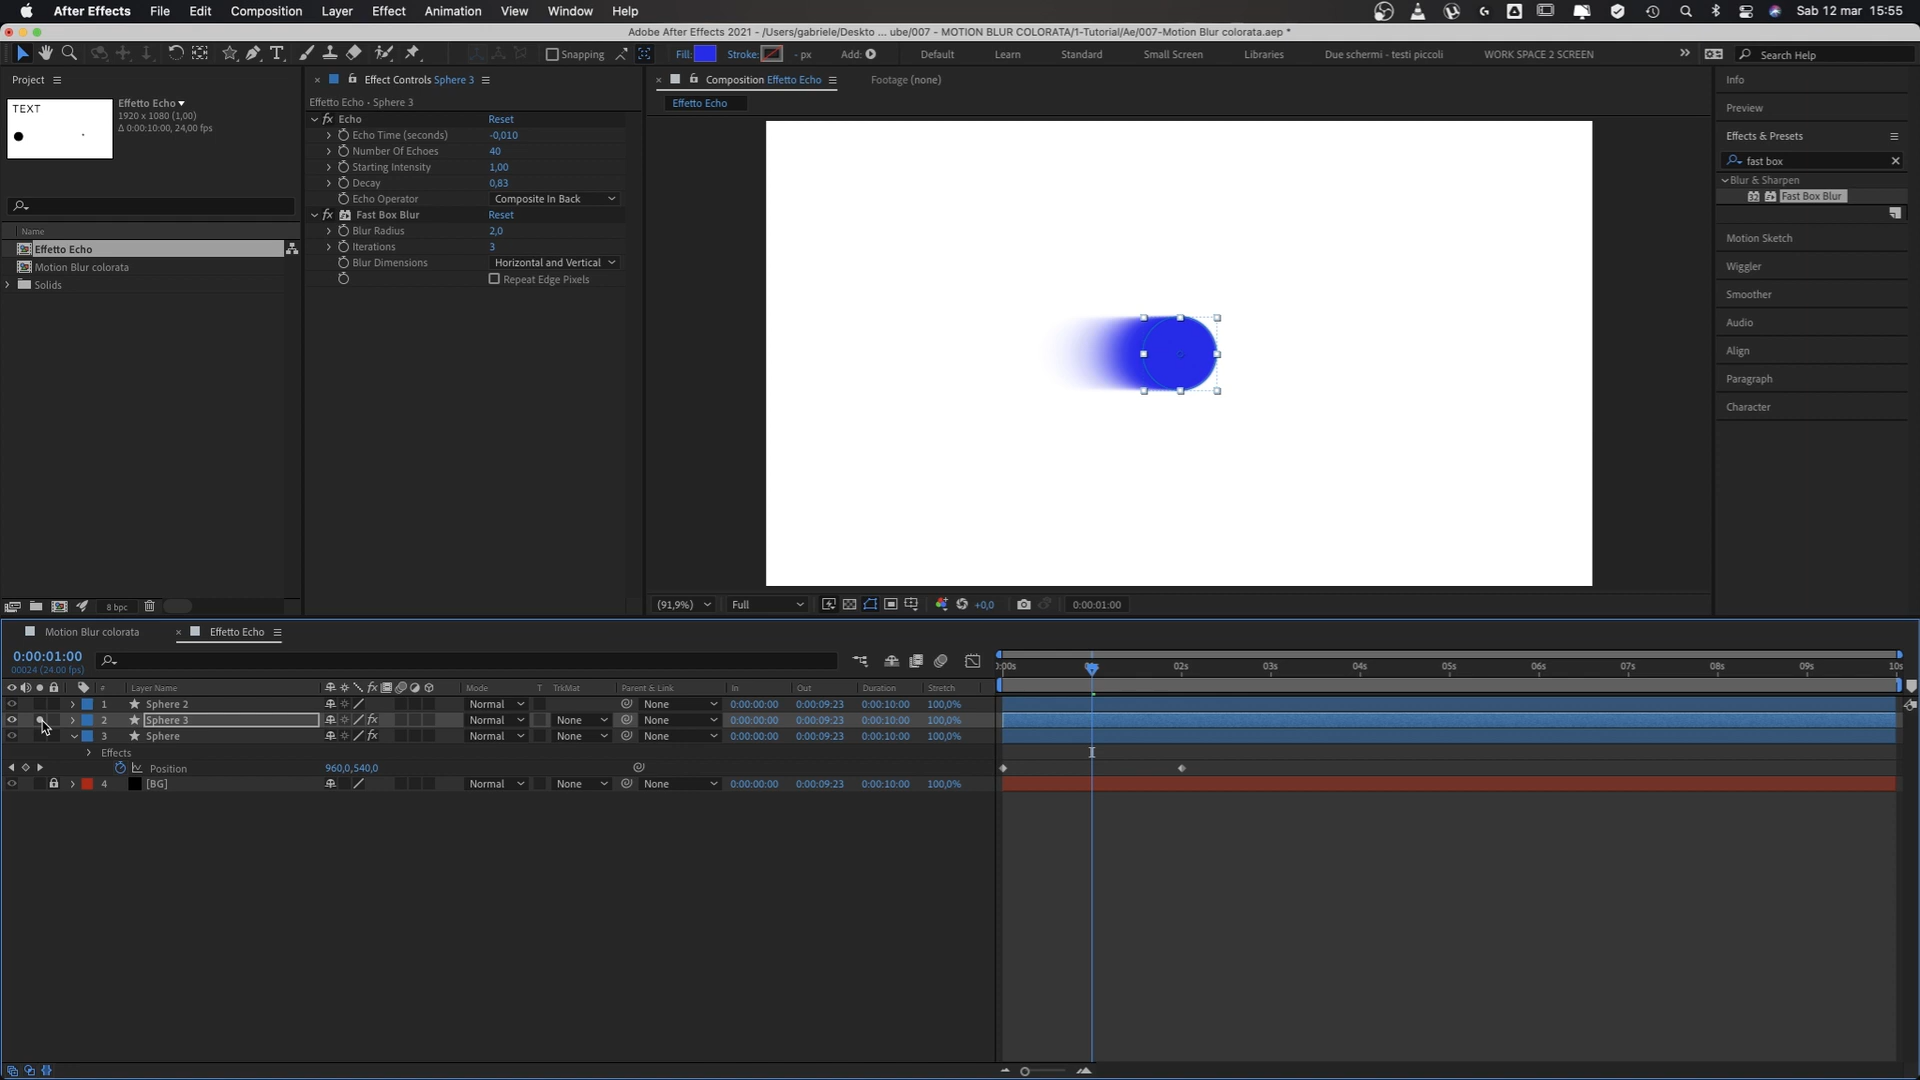 After Effects File Edit Composition Layer Effect Animation View Window Help Sab 12 mar 15:55
Adobe After Effects 2021 - /Users/gabriele/Deskto ... ube/007 - MOTION BLUR COLORATA/1-Tutorial/Ae/007-Motion Blur colorata.aep *
Snapping Fill: Stroke: - px Add: Default Learn Standard Small Screen Libraries Due schermi - testi piccoli WORK SPACE 2 SCREEN Search Help
Project Effect Controls Sphere 3 Composition Effetto Echo Footage (none) Info
Effetto Echo • Sphere 3 Effetto Echo
TEXT
Effetto Echo
1920 x 1080 (1,00)
Δ 0:00:10:00, 24,00 fps
Echo Reset
Echo Time (seconds) -0,010
Number Of Echoes 40
Starting Intensity 1,00
Decay 0,83
Echo Operator Composite In Back
Fast Box Blur Reset
Blur Radius 2,0
Iterations 3
Blur Dimensions Horizontal and Vertical
Repeat Edge Pixels
Name
Effetto Echo
Motion Blur colorata
Solids
8 bpc
Preview
Effects & Presets
fast box
Blur & Sharpen
32 Fast Box Blur
Motion Sketch
Wiggler
Smoother
Audio
Align
Paragraph
Character
(91,9%) Full +0,0 0:00:01:00
Motion Blur colorata Effetto Echo
0:00:01:00
00024 (24.00 fps)
:00s 02s 03s 04s 05s 06s 07s 08s 09s 10s
# Layer Name fx Mode T TrkMat Parent & Link In Out Duration Stretch
1 Sphere 2 Normal None 0:00:00:00 0:00:09:23 0:00:10:00 100,0%
2 Sphere 3 fx Normal None None 0:00:00:00 0:00:09:23 0:00:10:00 100,0%
3 Sphere fx Normal None None 0:00:00:00 0:00:09:23 0:00:10:00 100,0%
Effects
Position 960,0,540,0
4 [BG] Normal None None 0:00:00:00 0:00:09:23 0:00:10:00 100,0%